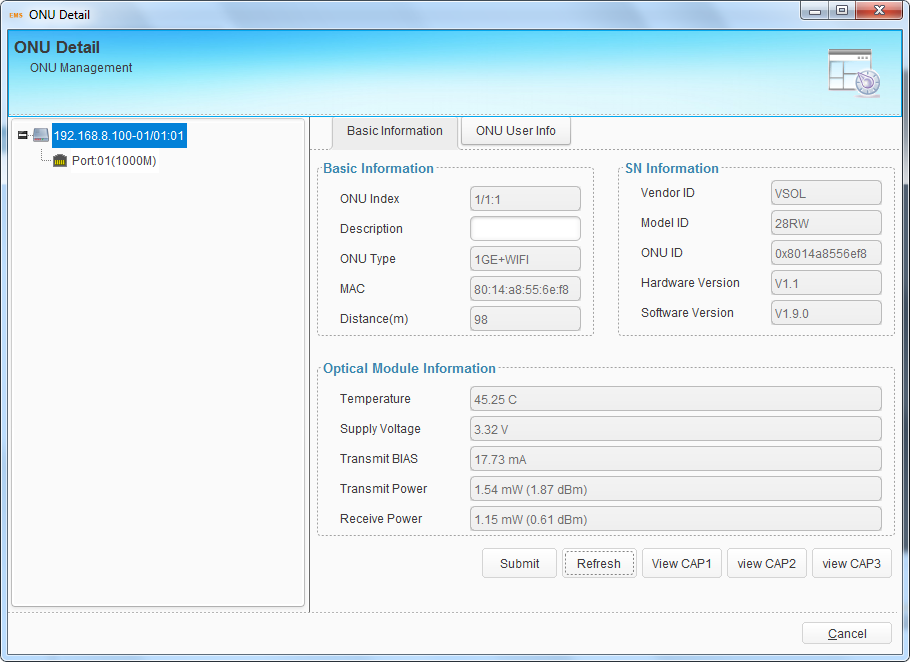 EMS ONU Detail
ONU Detail
ONU Management
192.168.8.100-01/01:01
Port:01(1000M)
Basic Information
ONU User Info
Basic Information
ONU Index 1/1:1
Description
ONU Type 1GE+WIFI
MAC 80:14:a8:55:6e:f8
Distance(m) 98
SN Information
Vendor ID VSOL
Model ID 28RW
ONU ID 0x8014a8556ef8
Hardware Version V1.1
Software Version V1.9.0
Optical Module Information
Temperature 45.25 C
Supply Voltage 3.32 V
Transmit BIAS 17.73 mA
Transmit Power 1.54 mW (1.87 dBm)
Receive Power 1.15 mW (0.61 dBm)
Submit Refresh View CAP1 view CAP2 view CAP3
Cancel